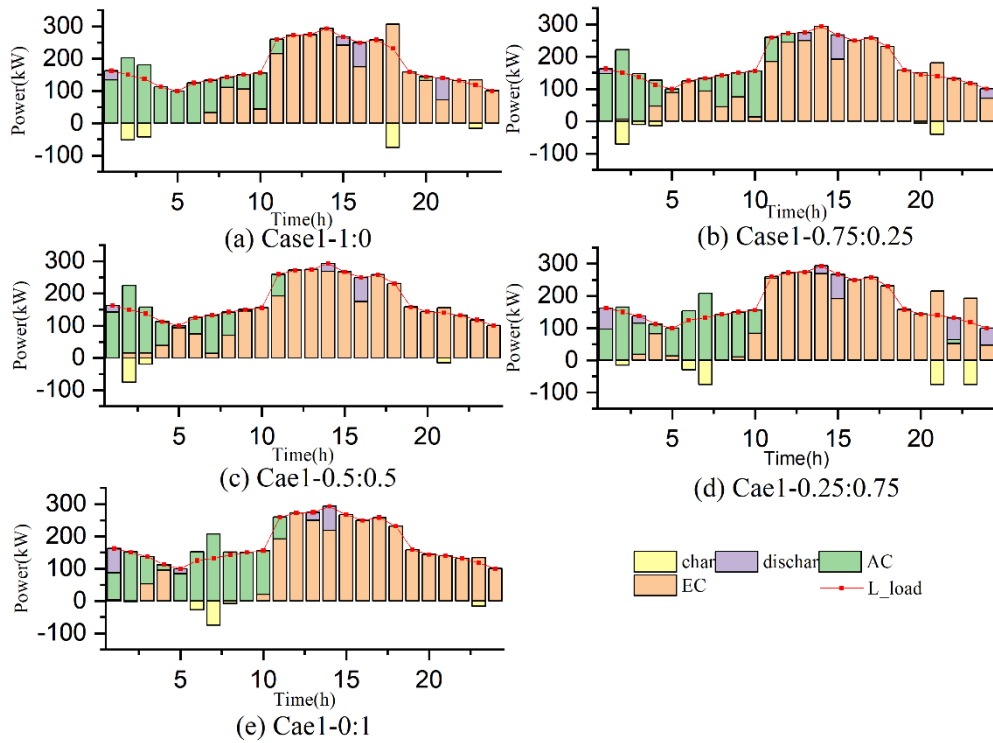 Power(kW)
300
200
100
0
-100
5
10
15
20
Time(h)
(a) Case1-1:0
Power(kW)
300
200
100
0
-100
5
10
15
20
Time(h)
(b) Case1-0.75:0.25
Power(kW)
300
200
100
0
-100
5
10
15
20
Time(h)
(c) Cae1-0.5:0.5
Power(kW)
300
200
100
0
-100
5
10
15
20
Time(h)
(d) Cae1-0.25:0.75
Power(kW)
300
200
100
0
-100
5
10
15
20
Time(h)
(e) Cae1-0:1
char
dischar
AC
EC
L_load